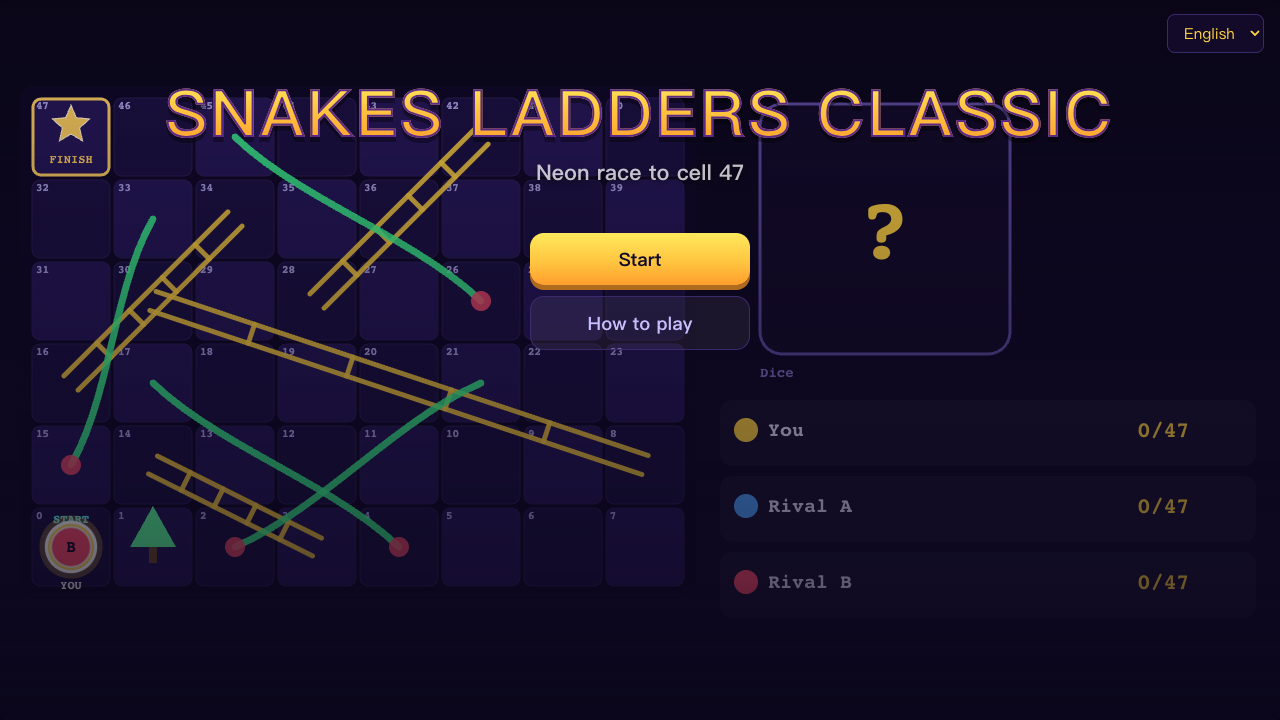 English
SNAKES LADDERS CLASSIC
Neon race to cell 47
Start
How to play
47 46 45 43 42
FINISH
32 33 34 35 36 37 38 39
31 30 29 28 27 26
16 17 18 19 20 21 22 23
15 14 13 12 11 10 9 8
0 1 2 3 4 5 6 7
START
B
YOU
?
Dice
You 0/47
Rival A 0/47
Rival B 0/47